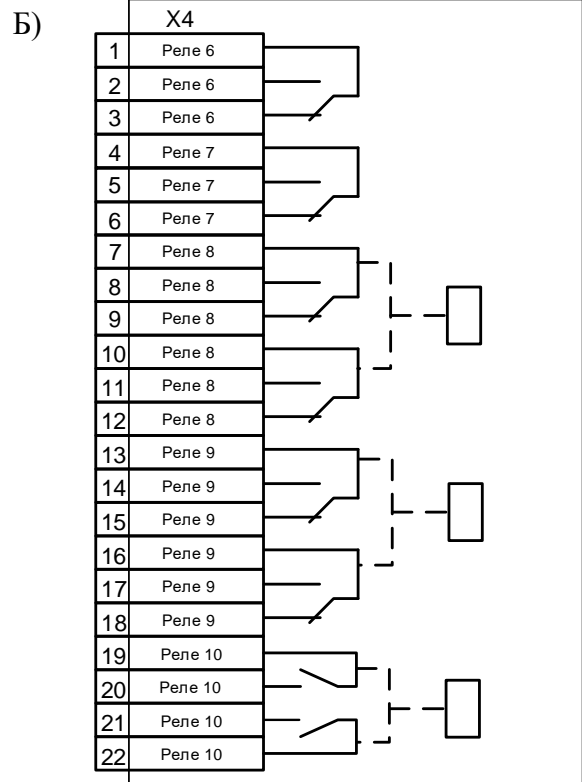 Б)
X4
1 Реле 6
2 Реле 6
3 Реле 6
4 Реле 7
5 Реле 7
6 Реле 7
7 Реле 8
8 Реле 8
9 Реле 8
10 Реле 8
11 Реле 8
12 Реле 8
13 Реле 9
14 Реле 9
15 Реле 9
16 Реле 9
17 Реле 9
18 Реле 9
19 Реле 10
20 Реле 10
21 Реле 10
22 Реле 10